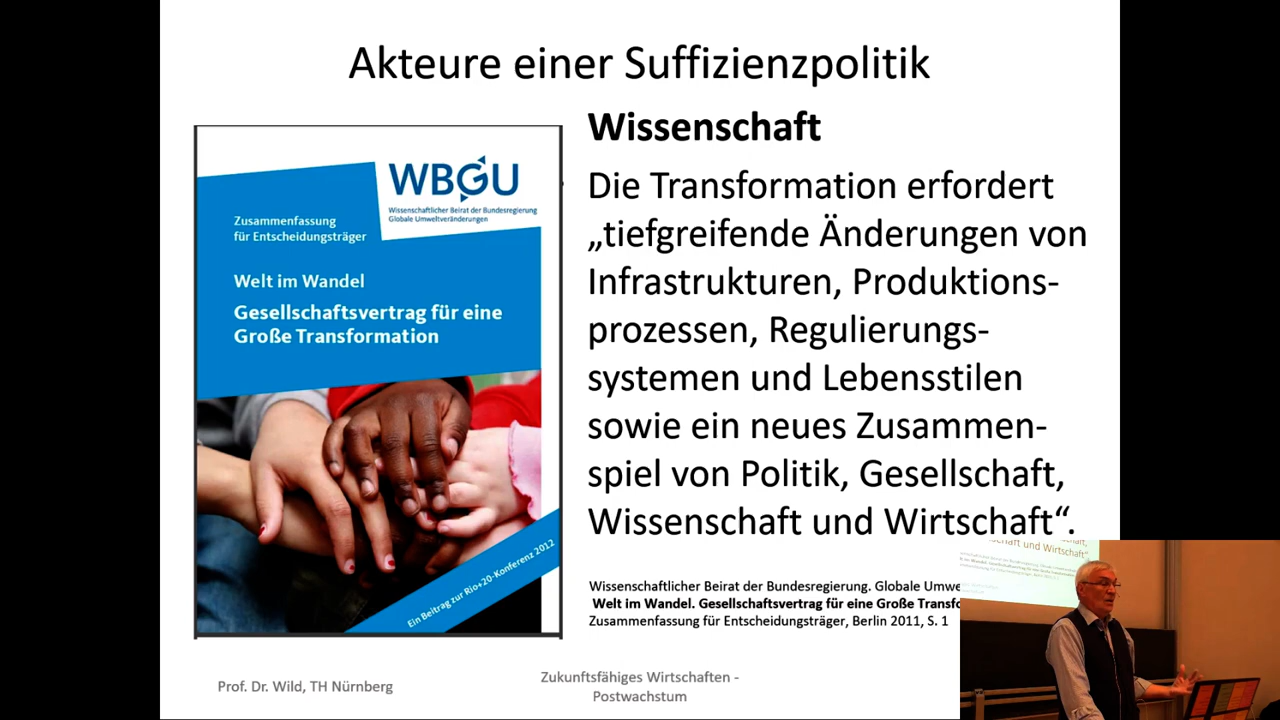 Akteure einer Suffizienzpolitik
WBGU
Wissenschaftlicher Beirat der Bundesregierung
Globale Umweltveränderungen
Zusammenfassung
für Entscheidungsträger
Welt im Wandel
Gesellschaftsvertrag für eine
Große Transformation
Ein Beitrag zur Rio+20-Konferenz 2012
Wissenschaft
Die Transformation erfordert
„tiefgreifende Änderungen von
Infrastrukturen, Produktions-
prozessen, Regulierungs-
systemen und Lebensstilen
sowie ein neues Zusammen-
spiel von Politik, Gesellschaft,
Wissenschaft und Wirtschaft“.
Wissenschaftlicher Beirat der Bundesregierung. Globale Umwe
Welt im Wandel. Gesellschaftsvertrag für eine Große Transfo
Zusammenfassung für Entscheidungsträger, Berlin 2011, S. 1
und Wirtschaft“
Prof. Dr. Wild, TH Nürnberg
Zukunftsfähiges Wirtschaften -
Postwachstum